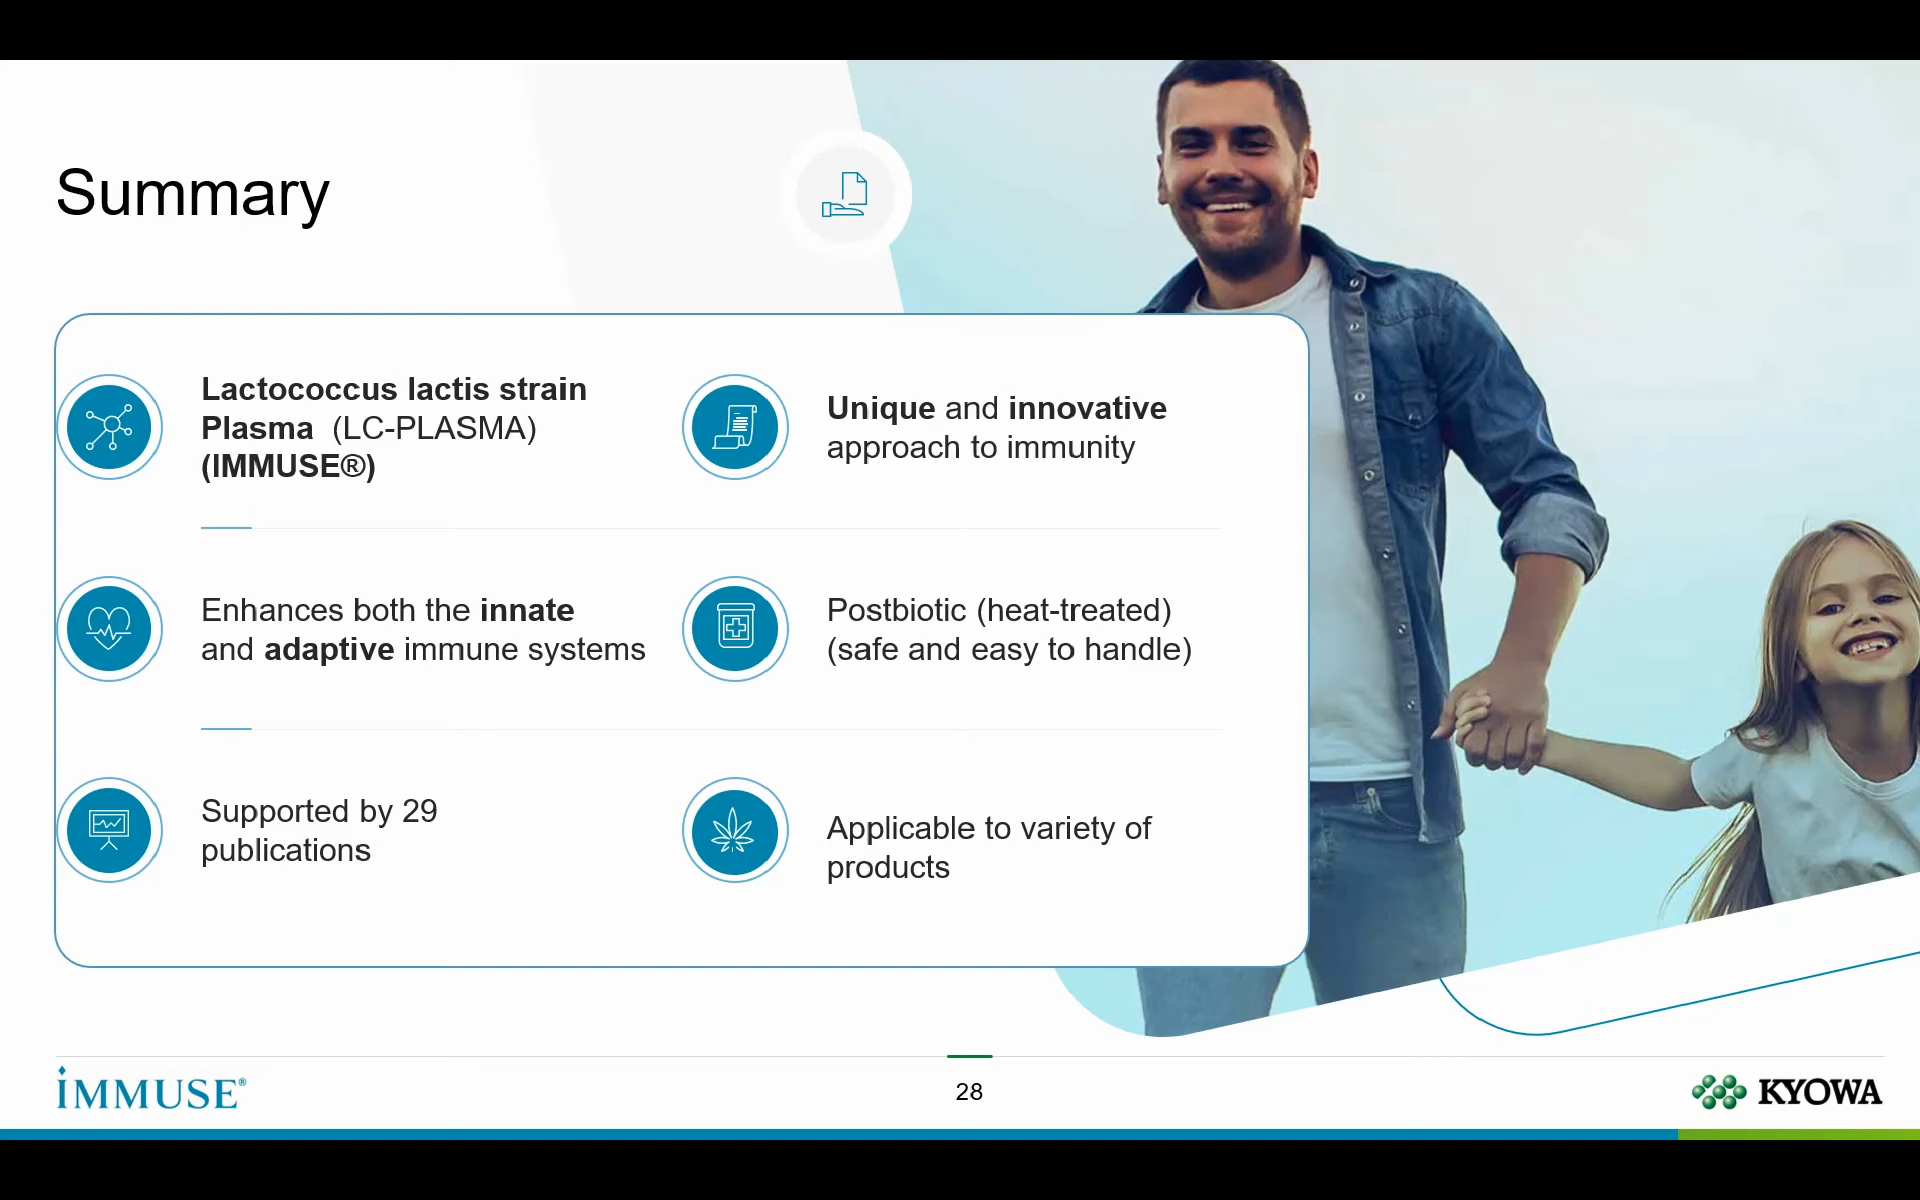 Summary
Lactococcus lactis strain
Plasma (LC-PLASMA)
(IMMUSE®)
Unique and innovative
approach to immunity
Enhances both the innate
and adaptive immune systems
Postbiotic (heat-treated)
(safe and easy to handle)
Supported by 29
publications
Applicable to variety of
products
IMMUSE®
28
KYOWA